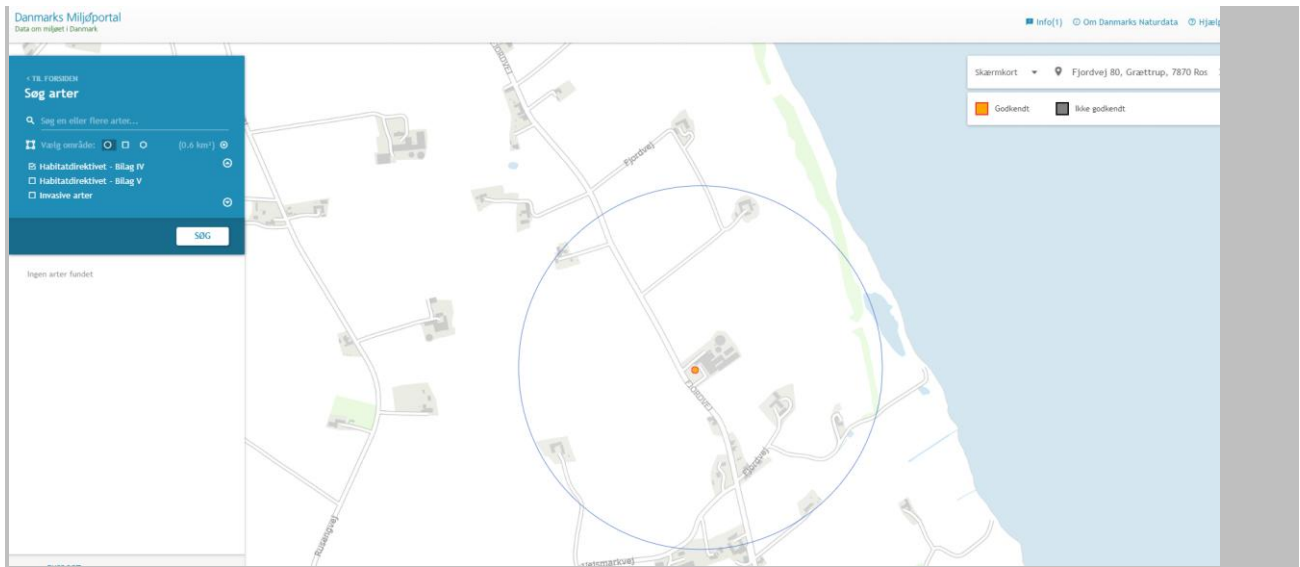 Danmarks Miljøportal
Data om miljøet i Danmark
Info(1) Om Danmarks Naturdata Hjælp
< TIL FORSIDEN
Søg arter
Søg en eller flere arter...
Vælg område: (0.6 km²)
Habitatdirektivet - Bilag IV
Habitatdirektivet - Bilag V
Invasive arter
SØG
Ingen arter fundet
Skærmkort Fjordvej 80, Grættrup, 7870 Ros
Godkendt Ikke godkendt
FJORDVEJ
Fjordvej
FJORDVEJ
Fjordvej
Rusengvej